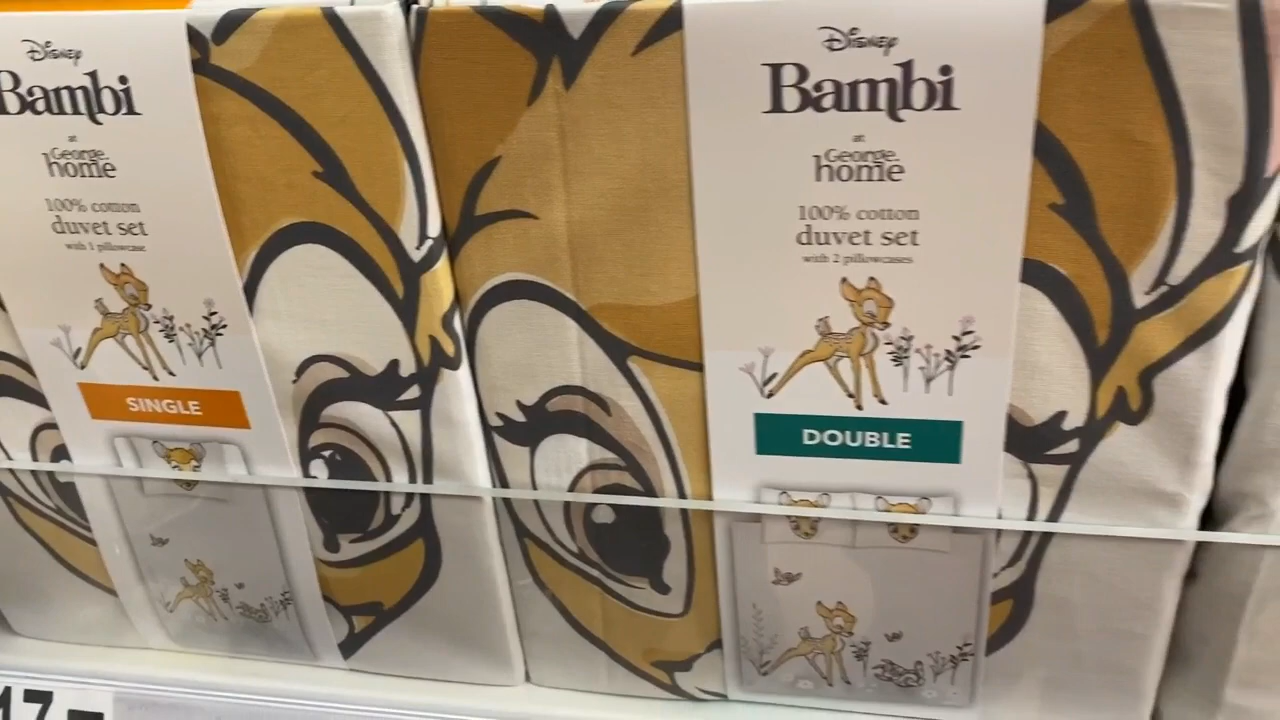 Disney
Bambi
at
George
home
100% cotton
duvet set
with 1 pillowcase
SINGLE
Disney
Bambi
at
George
home
100% cotton
duvet set
with 2 pillowcases
DOUBLE
17